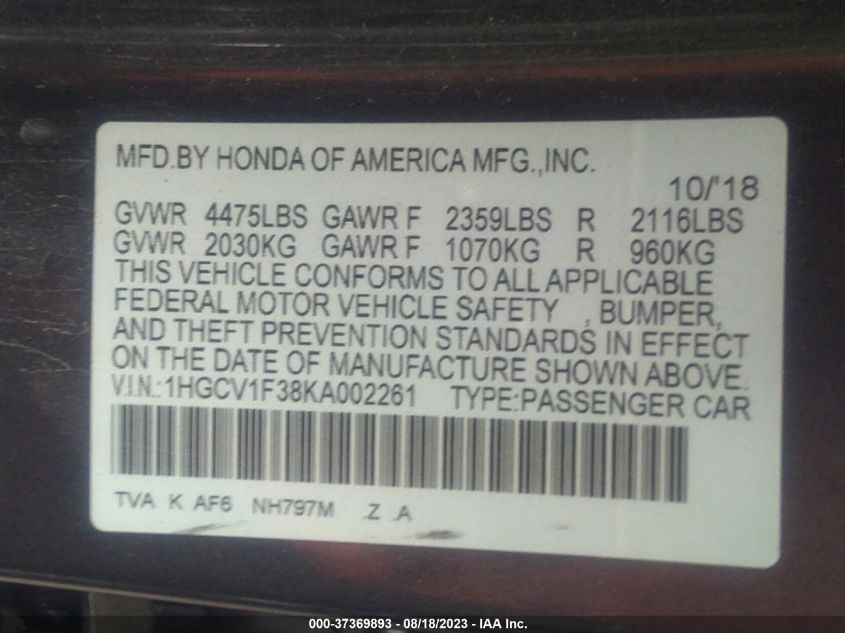 MFD.BY HONDA OF AMERICA MFG.,INC.
10/'18
GVWR 4475LBS GAWR F 2359LBS R 2116LBS
GVWR 2030KG GAWR F 1070KG R 960KG
THIS VEHICLE CONFORMS TO ALL APPLICABLE
FEDERAL MOTOR VEHICLE SAFETY , BUMPER,
AND THEFT PREVENTION STANDARDS IN EFFECT
ON THE DATE OF MANUFACTURE SHOWN ABOVE.
V.I.N.:1HGCV1F38KA002261 TYPE:PASSENGER CAR
TVA K AF6 NH797M .Z .A
000-37369893 - 08/18/2023 - IAA Inc.